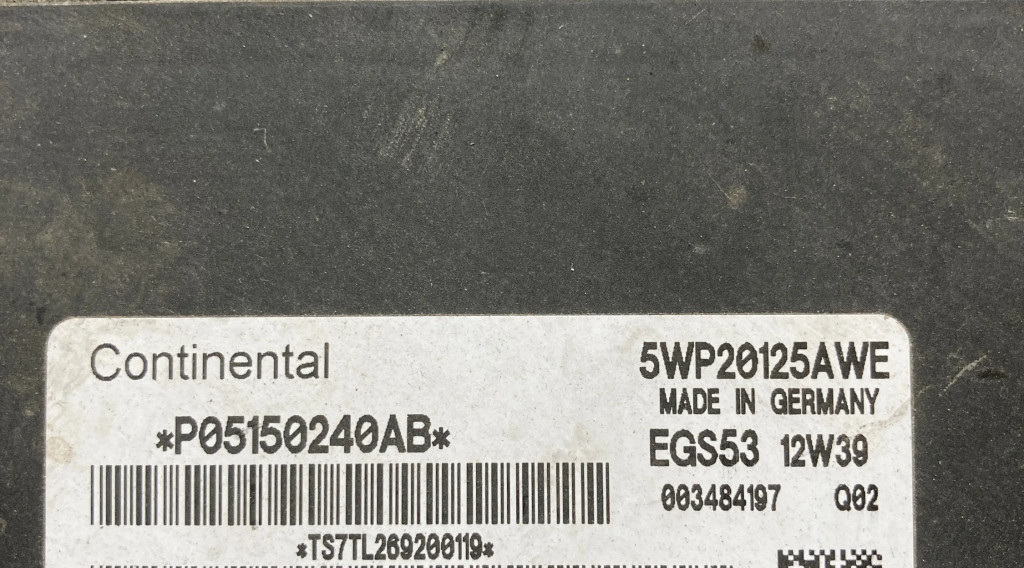 Continental
5WP20125AWE
MADE IN GERMANY
*P05150240AB*
EGS53 12W39
003484197 Q02
*TS7TL269200119*